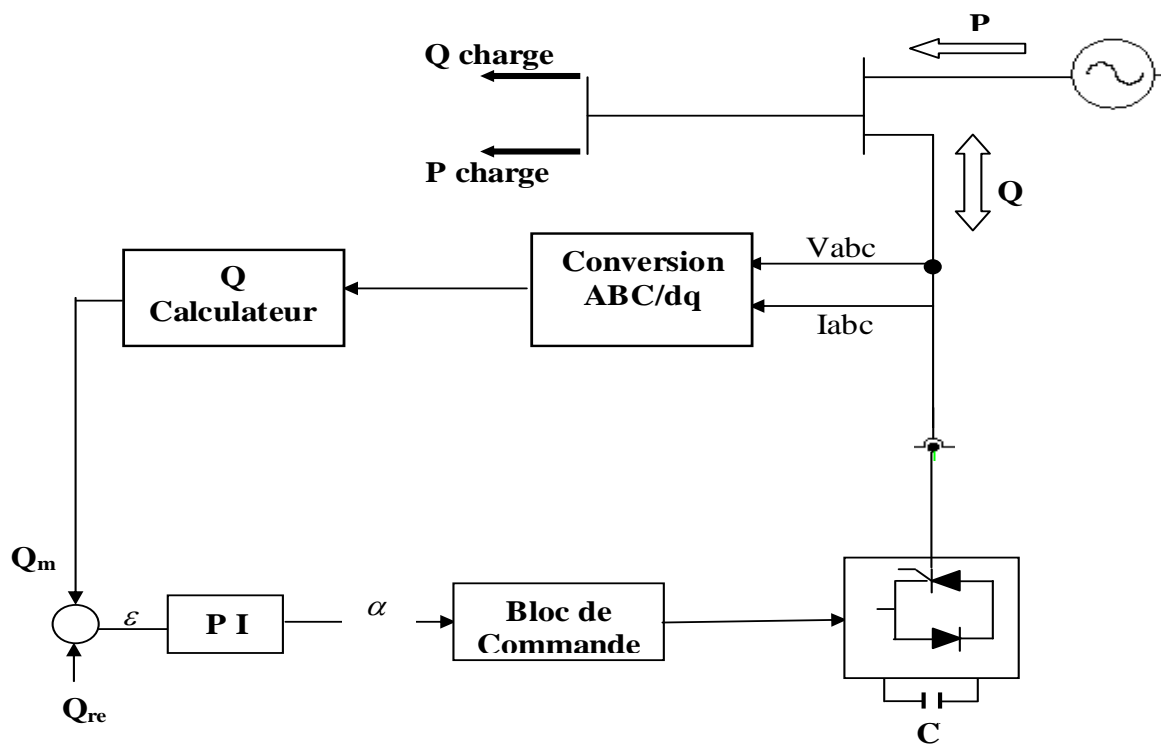 P
Q charge
P charge
Q
Vabc
Conversion
ABC/dq
Q
Calculateur
Iabc
Qm
ε
P I
α
Bloc de
Commande
Qre
C